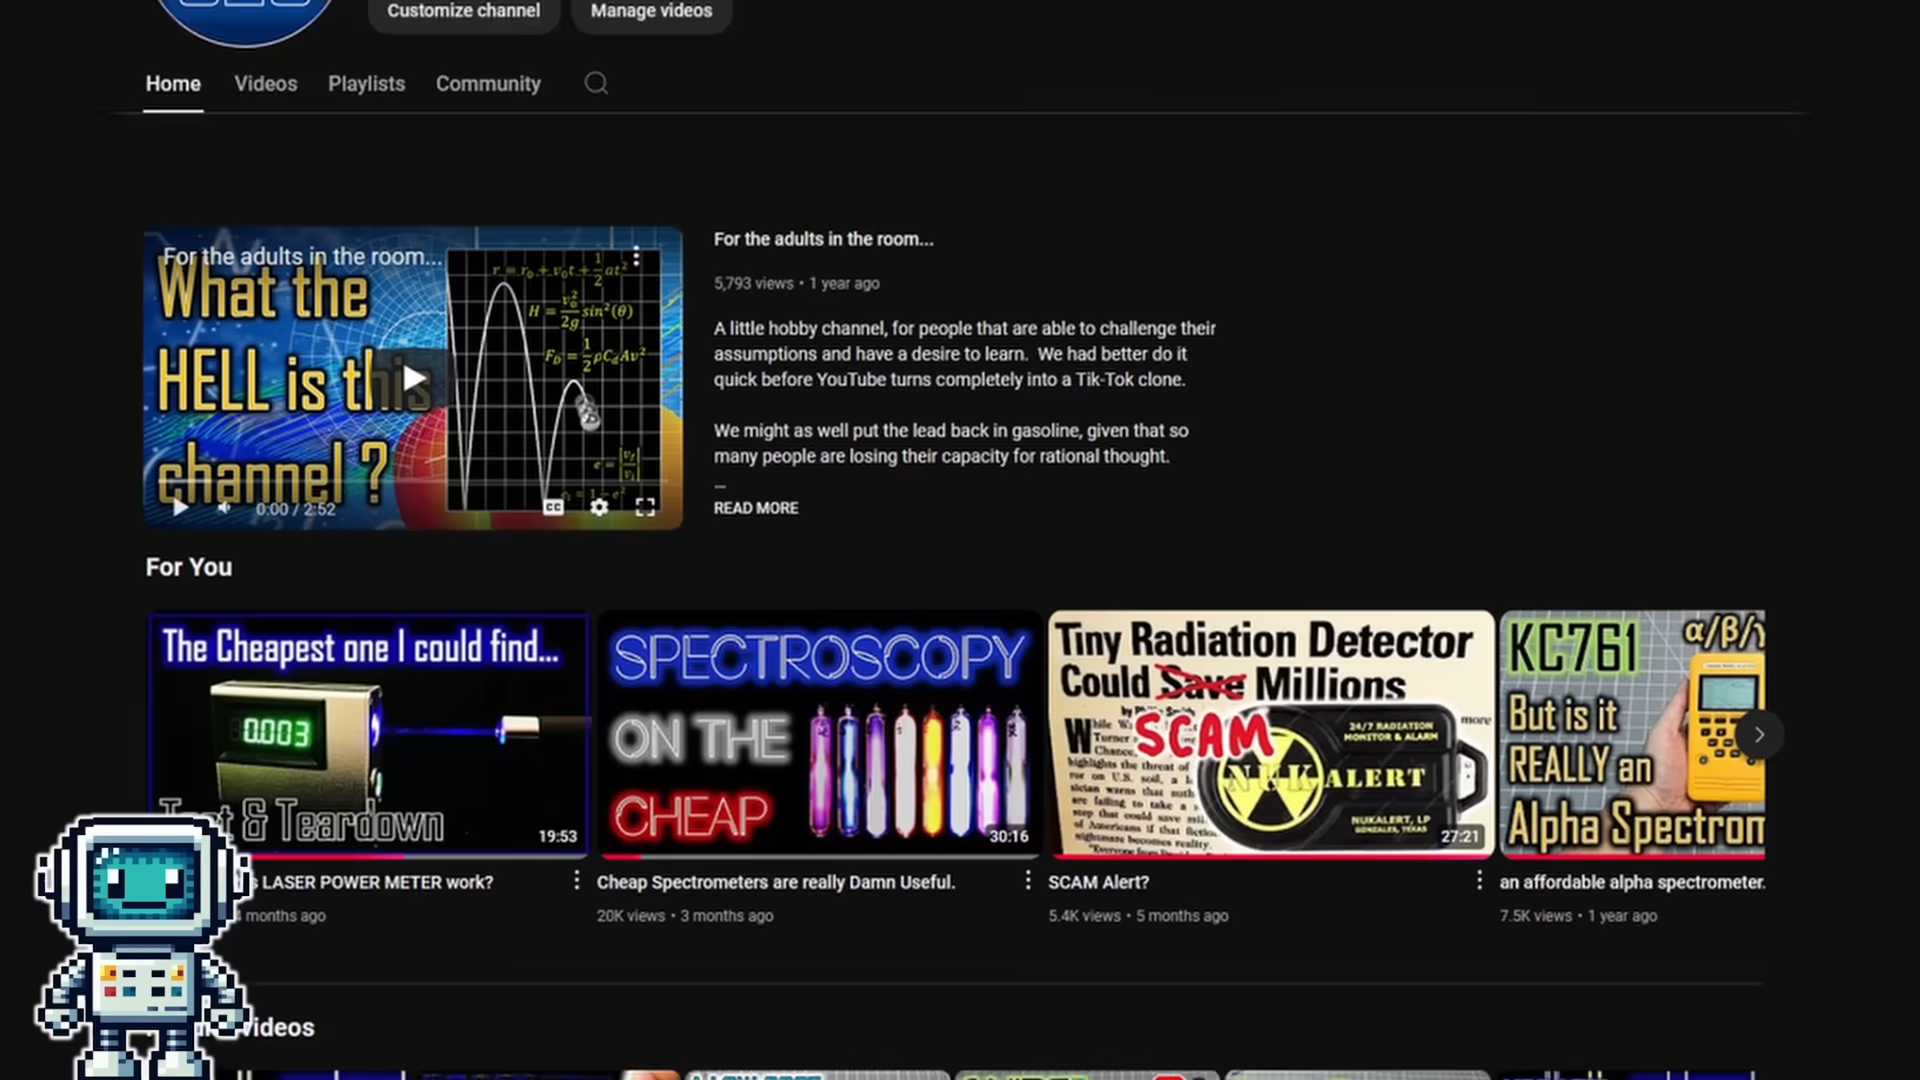 Customize channel
Manage videos
Home
Videos
Playlists
Community
For the adults in the room...
What the
HELL is this
channel ?
0:00 / 2:52
For the adults in the room...
5,793 views • 1 year ago
A little hobby channel, for people that are able to challenge their
assumptions and have a desire to learn. We had better do it
quick before YouTube turns completely into a Tik-Tok clone.
We might as well put the lead back in gasoline, given that so
many people are losing their capacity for rational thought.
...
READ MORE
For You
The Cheapest one I could find...
0.003
& Teardown
19:53
SPECTROSCOPY
ON THE
CHEAP
30:16
Tiny Radiation Detector
Could Save Millions
SCAM
24/7 RADIATION
MONITOR & ALARM
more
NUKALERT
NUKALERT, LP
GONZALES, TEXAS
27:21
KC761
α/β/γ
But is it
REALLY an
Alpha Spectrom
LASER POWER METER work?
months ago
Cheap Spectrometers are really Damn Useful.
20K views • 3 months ago
SCAM Alert?
5.4K views • 5 months ago
an affordable alpha spectrometer.
7.5K views • 1 year ago